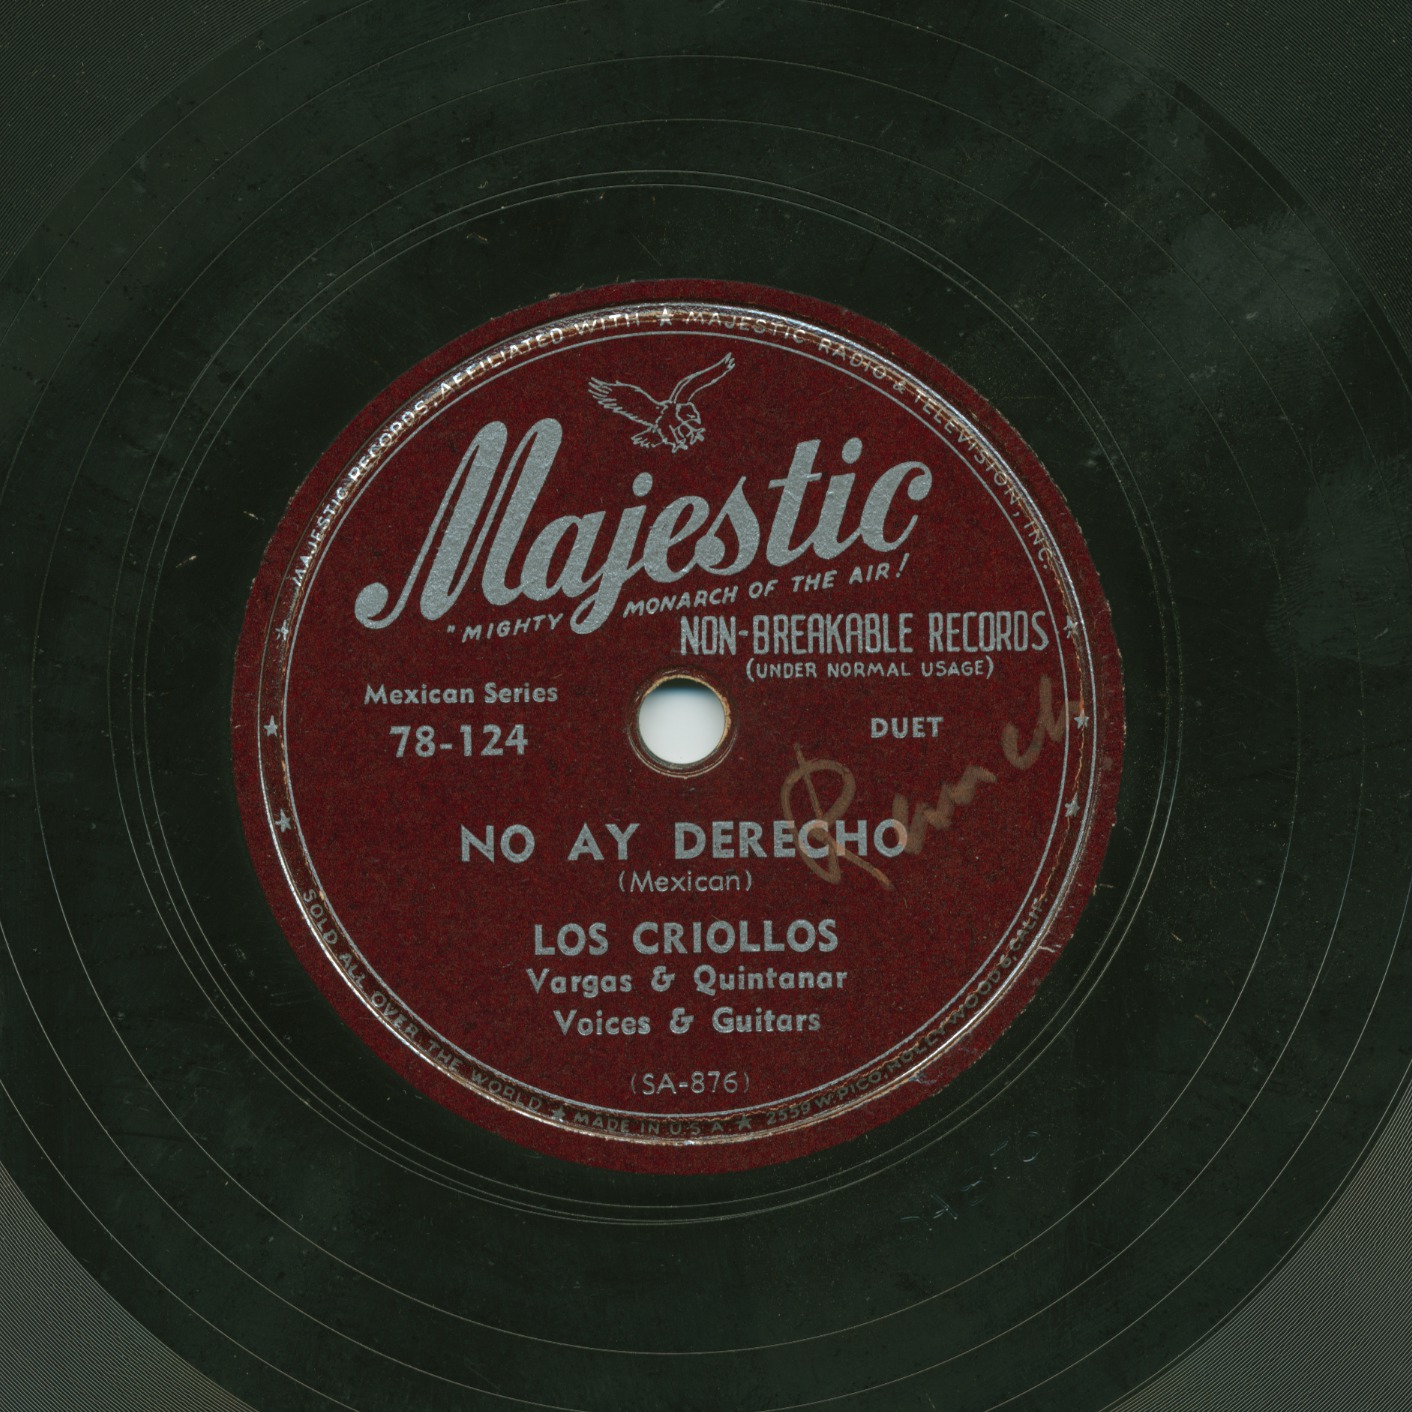 MAJESTIC RECORDS, AFFILIATED WITH ★ MAJESTIC RADIO & TELEVISION, INC.
Majestic
"MIGHTY MONARCH OF THE AIR!
NON-BREAKABLE RECORDS
(UNDER NORMAL USAGE)
Mexican Series
78-124
DUET
NO AY DERECHO
(Mexican)
LOS CRIOLLOS
Vargas & Quintanar
Voices & Guitars
(SA-876)
SOLD ALL OVER THE WORLD ★ MADE IN U.S.A. ★ 2559 W. PICO, HOLLYWOOD 6, CALIF.